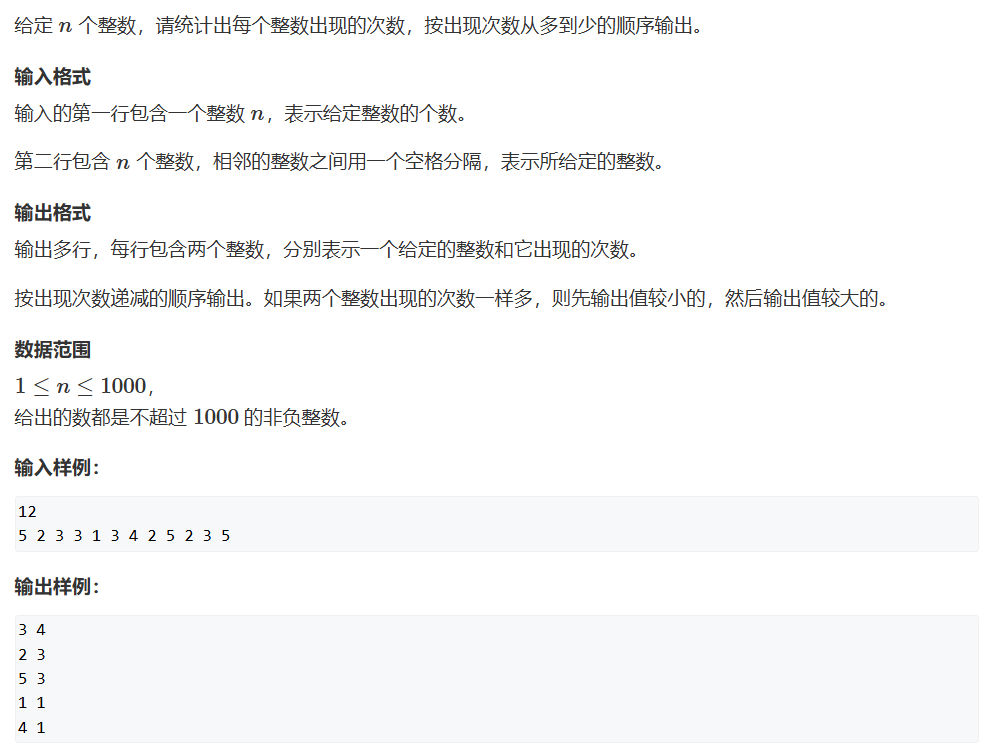 给定 n 个整数，请统计出每个整数出现的次数，按出现次数从多到少的顺序输出。
输入格式
输入的第一行包含一个整数 n，表示给定整数的个数。
第二行包含 n 个整数，相邻的整数之间用一个空格分隔，表示所给定的整数。
输出格式
输出多行，每行包含两个整数，分别表示一个给定的整数和它出现的次数。
按出现次数递减的顺序输出。如果两个整数出现的次数一样多，则先输出值较小的，然后输出值较大的。
数据范围
1 ≤ n ≤ 1000，
给出的数都是不超过 1000 的非负整数。
输入样例：
12
5 2 3 3 1 3 4 2 5 2 3 5
输出样例：
3 4
2 3
5 3
1 1
4 1